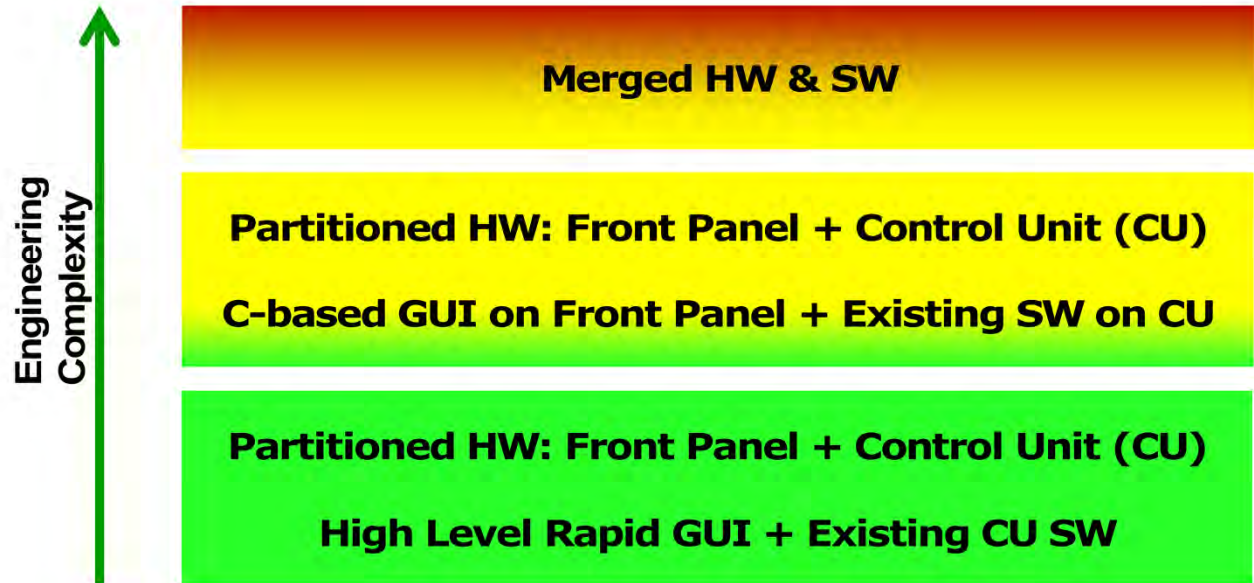 Engineering
Complexity
Merged HW & SW
Partitioned HW: Front Panel + Control Unit (CU)
C-based GUI on Front Panel + Existing SW on CU
Partitioned HW: Front Panel + Control Unit (CU)
High Level Rapid GUI + Existing CU SW